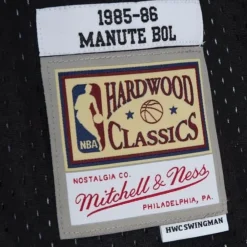 1985-86
MANUTE BOL
HARDWOOD
NBA
CLASSICS
NOSTALGIA CO.
Mitchell & Ness
PHILADELPHIA, PA.
HWC SWINGMAN